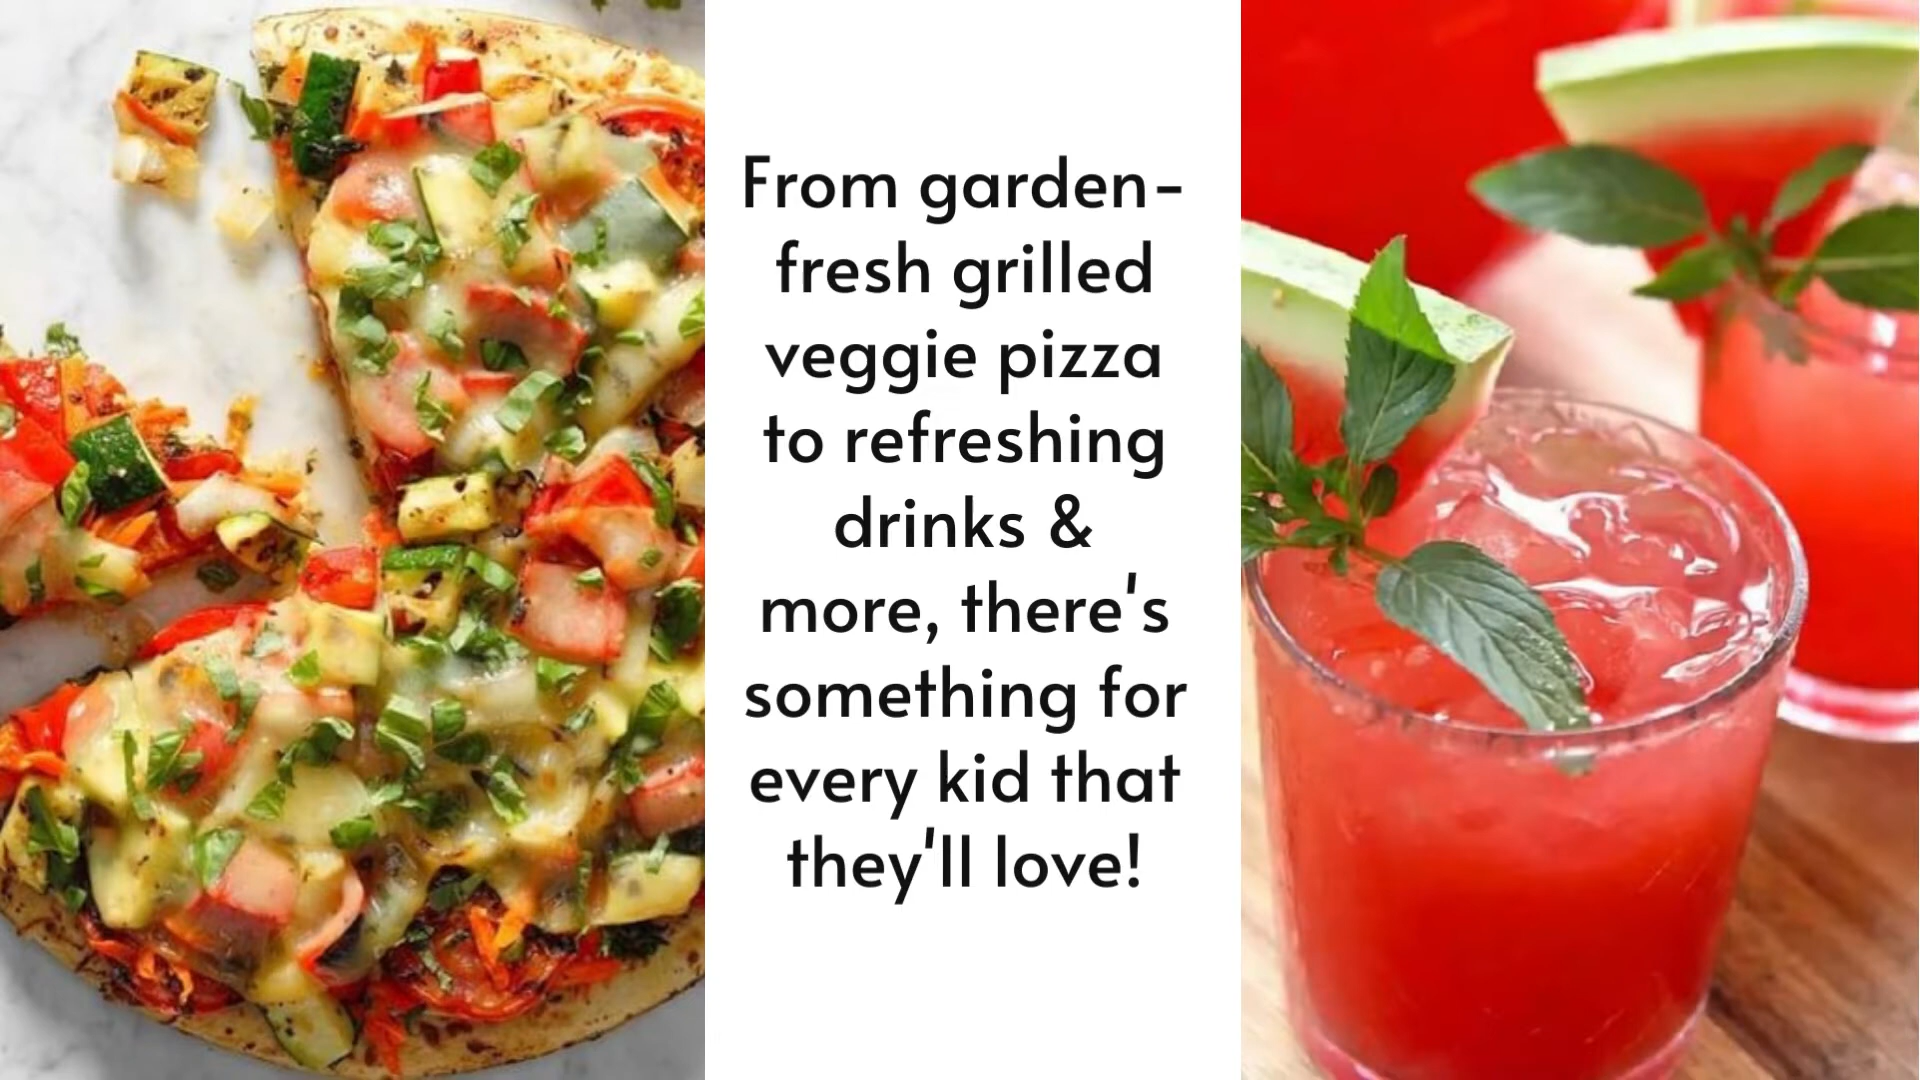 From garden-
fresh grilled
veggie pizza
to refreshing
drinks &
more, there's
something for
every kid that
they'll love!